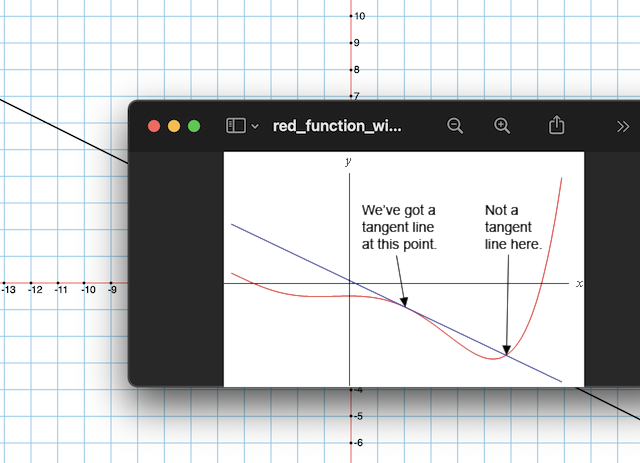 10
9
8
7
red_function_wi...
y
We've got a
tangent line
at this point.
Not a
tangent
line here.
x
-13 -12 -11 -10 -9
-4
-5
-6